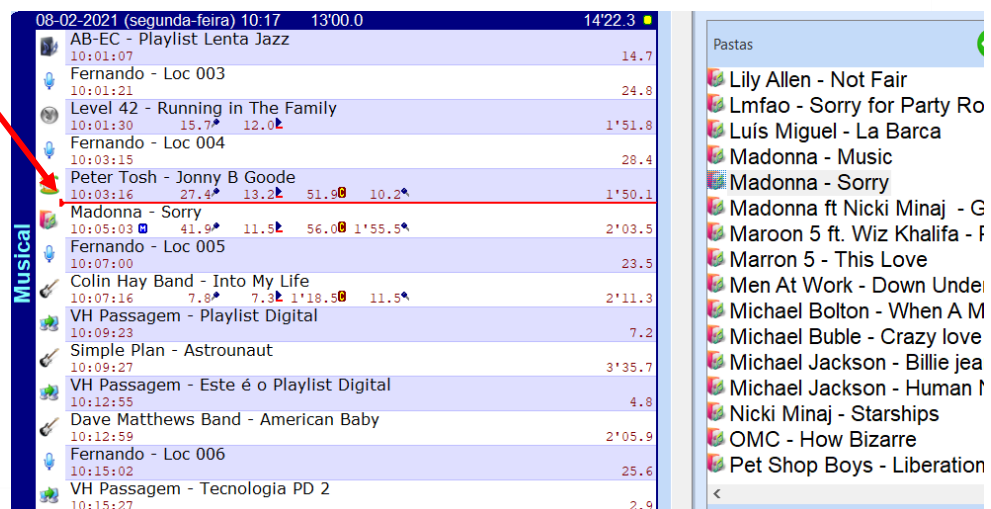 08-02-2021 (segunda-feira) 10:17 13'00.0 14'22.3
AB-EC - Playlist Lenta Jazz
10:01:07 14.7
Fernando - Loc 003
10:01:21 24.8
Level 42 - Running in The Family
10:01:30 15.7 12.0 1'51.8
Fernando - Loc 004
10:03:15 28.4
Peter Tosh - Jonny B Goode
10:03:16 27.4 13.2 51.9 C 10.2 1'50.1
Madonna - Sorry
10:05:03 M 41.9 11.5 56.0 C 1'55.5 2'03.5
Fernando - Loc 005
10:07:00 23.5
Colin Hay Band - Into My Life
10:07:16 7.8 7.3 1'18.5 C 11.5 2'11.3
VH Passagem - Playlist Digital
10:09:23 7.2
Simple Plan - Astrounaut
10:09:27 3'35.7
VH Passagem - Este é o Playlist Digital
10:12:55 4.8
Dave Matthews Band - American Baby
10:12:59 2'05.9
Fernando - Loc 006
10:15:02 25.6
VH Passagem - Tecnologia PD 2
10:15:27 2.9
Musical
Pastas
Lily Allen - Not Fair
Lmfao - Sorry for Party Ro
Luís Miguel - La Barca
Madonna - Music
Madonna - Sorry
Madonna ft Nicki Minaj - G
Maroon 5 ft. Wiz Khalifa -
Marron 5 - This Love
Men At Work - Down Under
Michael Bolton - When A M
Michael Buble - Crazy love
Michael Jackson - Billie jea
Michael Jackson - Human N
Nicki Minaj - Starships
OMC - How Bizarre
Pet Shop Boys - Liberation